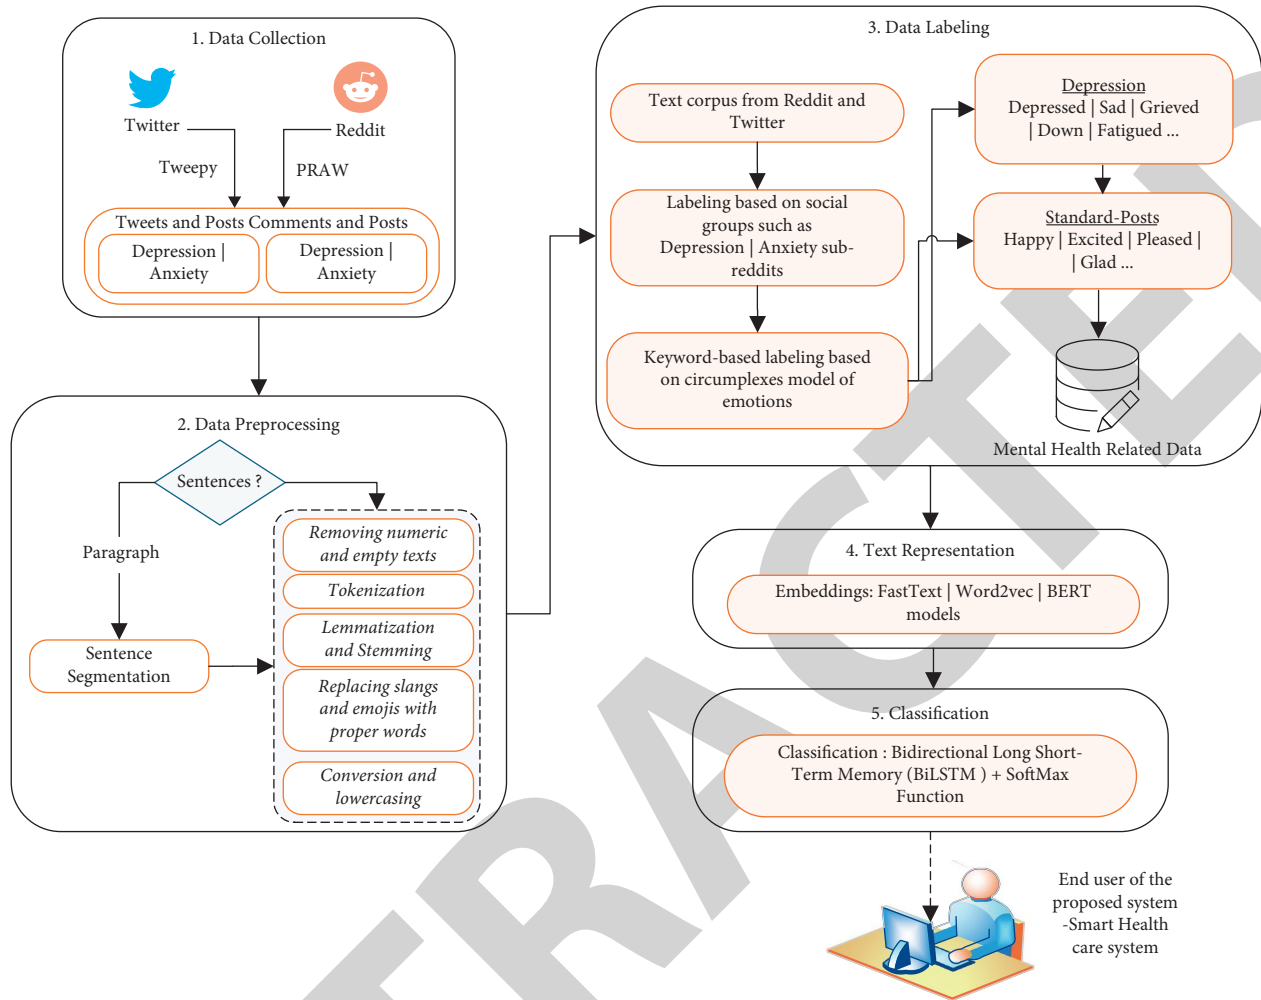 1. Data Collection
Twitter
Reddit
Tweepy
PRAW
Tweets and Posts Comments and Posts
Depression |
Anxiety
Depression |
Anxiety
2. Data Preprocessing
Sentences ?
Paragraph
Sentence
Segmentation
Removing numeric
and empty texts
Tokenization
Lemmatization
and Stemming
Replacing slangs
and emojis with
proper words
Conversion and
lowercasing
3. Data Labeling
Text corpus from Reddit and
Twitter
Labeling based on social
groups such as
Depression | Anxiety sub-
reddits
Keyword-based labeling based
on circumplexes model of
emotions
Depression
Depressed | Sad | Grieved
| Down | Fatigued ...
Standard-Posts
Happy | Excited | Pleased |
| Glad ...
Mental Health Related Data
4. Text Representation
Embeddings: FastText | Word2vec | BERT
models
5. Classification
Classification : Bidirectional Long Short-
Term Memory (BiLSTM ) + SoftMax
Function
End user of the
proposed system
-Smart Health
care system
TRACTE